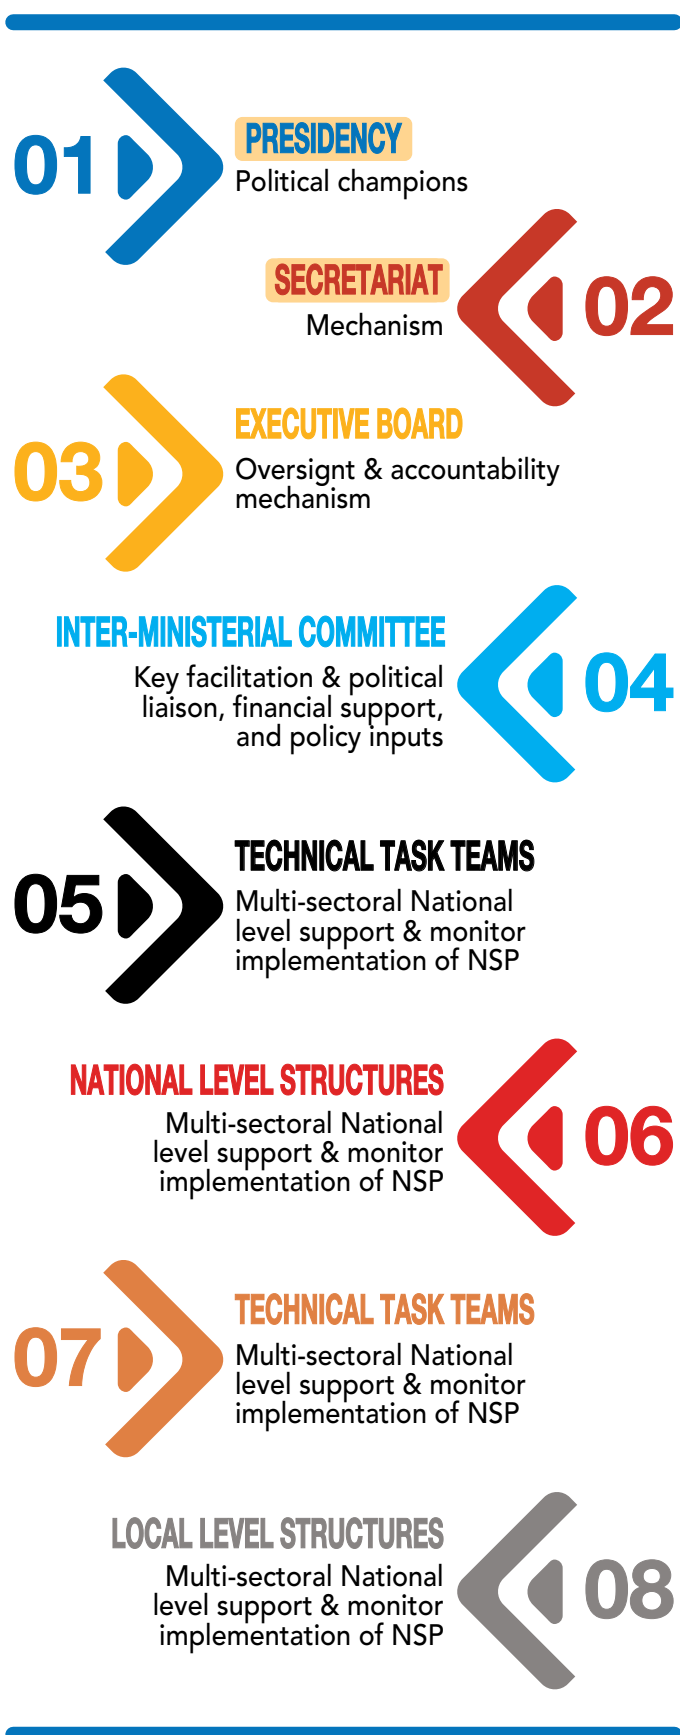 01
PRESIDENCY
Political champions
SECRETARIAT
02
Mechanism
EXECUTIVE BOARD
03
Oversignt & accountability
mechanism
INTER-MINISTERIAL COMMITTEE
04
Key facilitation & political
liaison, financial support,
and policy inputs
TECHNICAL TASK TEAMS
05
Multi-sectoral National
level support & monitor
implementation of NSP
NATIONAL LEVEL STRUCTURES
06
Multi-sectoral National
level support & monitor
implementation of NSP
TECHNICAL TASK TEAMS
07
Multi-sectoral National
level support & monitor
implementation of NSP
LOCAL LEVEL STRUCTURES
08
Multi-sectoral National
level support & monitor
implementation of NSP